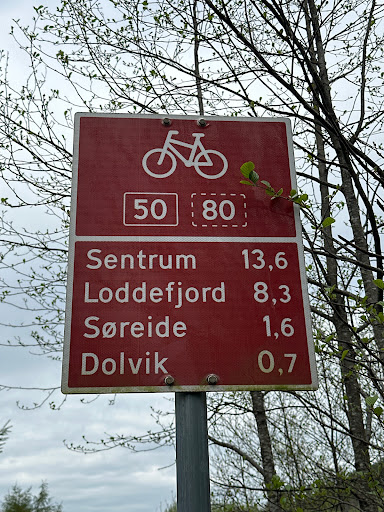 50 80
Sentrum 13,6
Loddefjord 8,3
Søreide 1,6
Dolvik 0,7